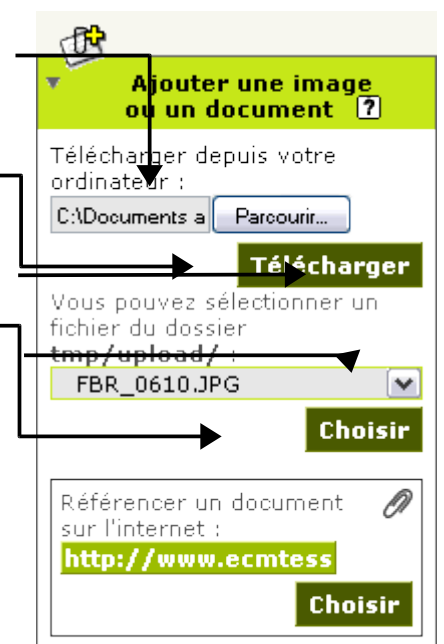 Ajouter une image
ou un document ?
Télécharger depuis votre
ordinateur :
C:\Documents a Parcourir...
Télécharger
Vous pouvez sélectionner un
fichier du dossier
tmp/upload/ :
FBR_0610.JPG
Choisir
Référencer un document
sur l'internet :
http://www.ecmtess
Choisir